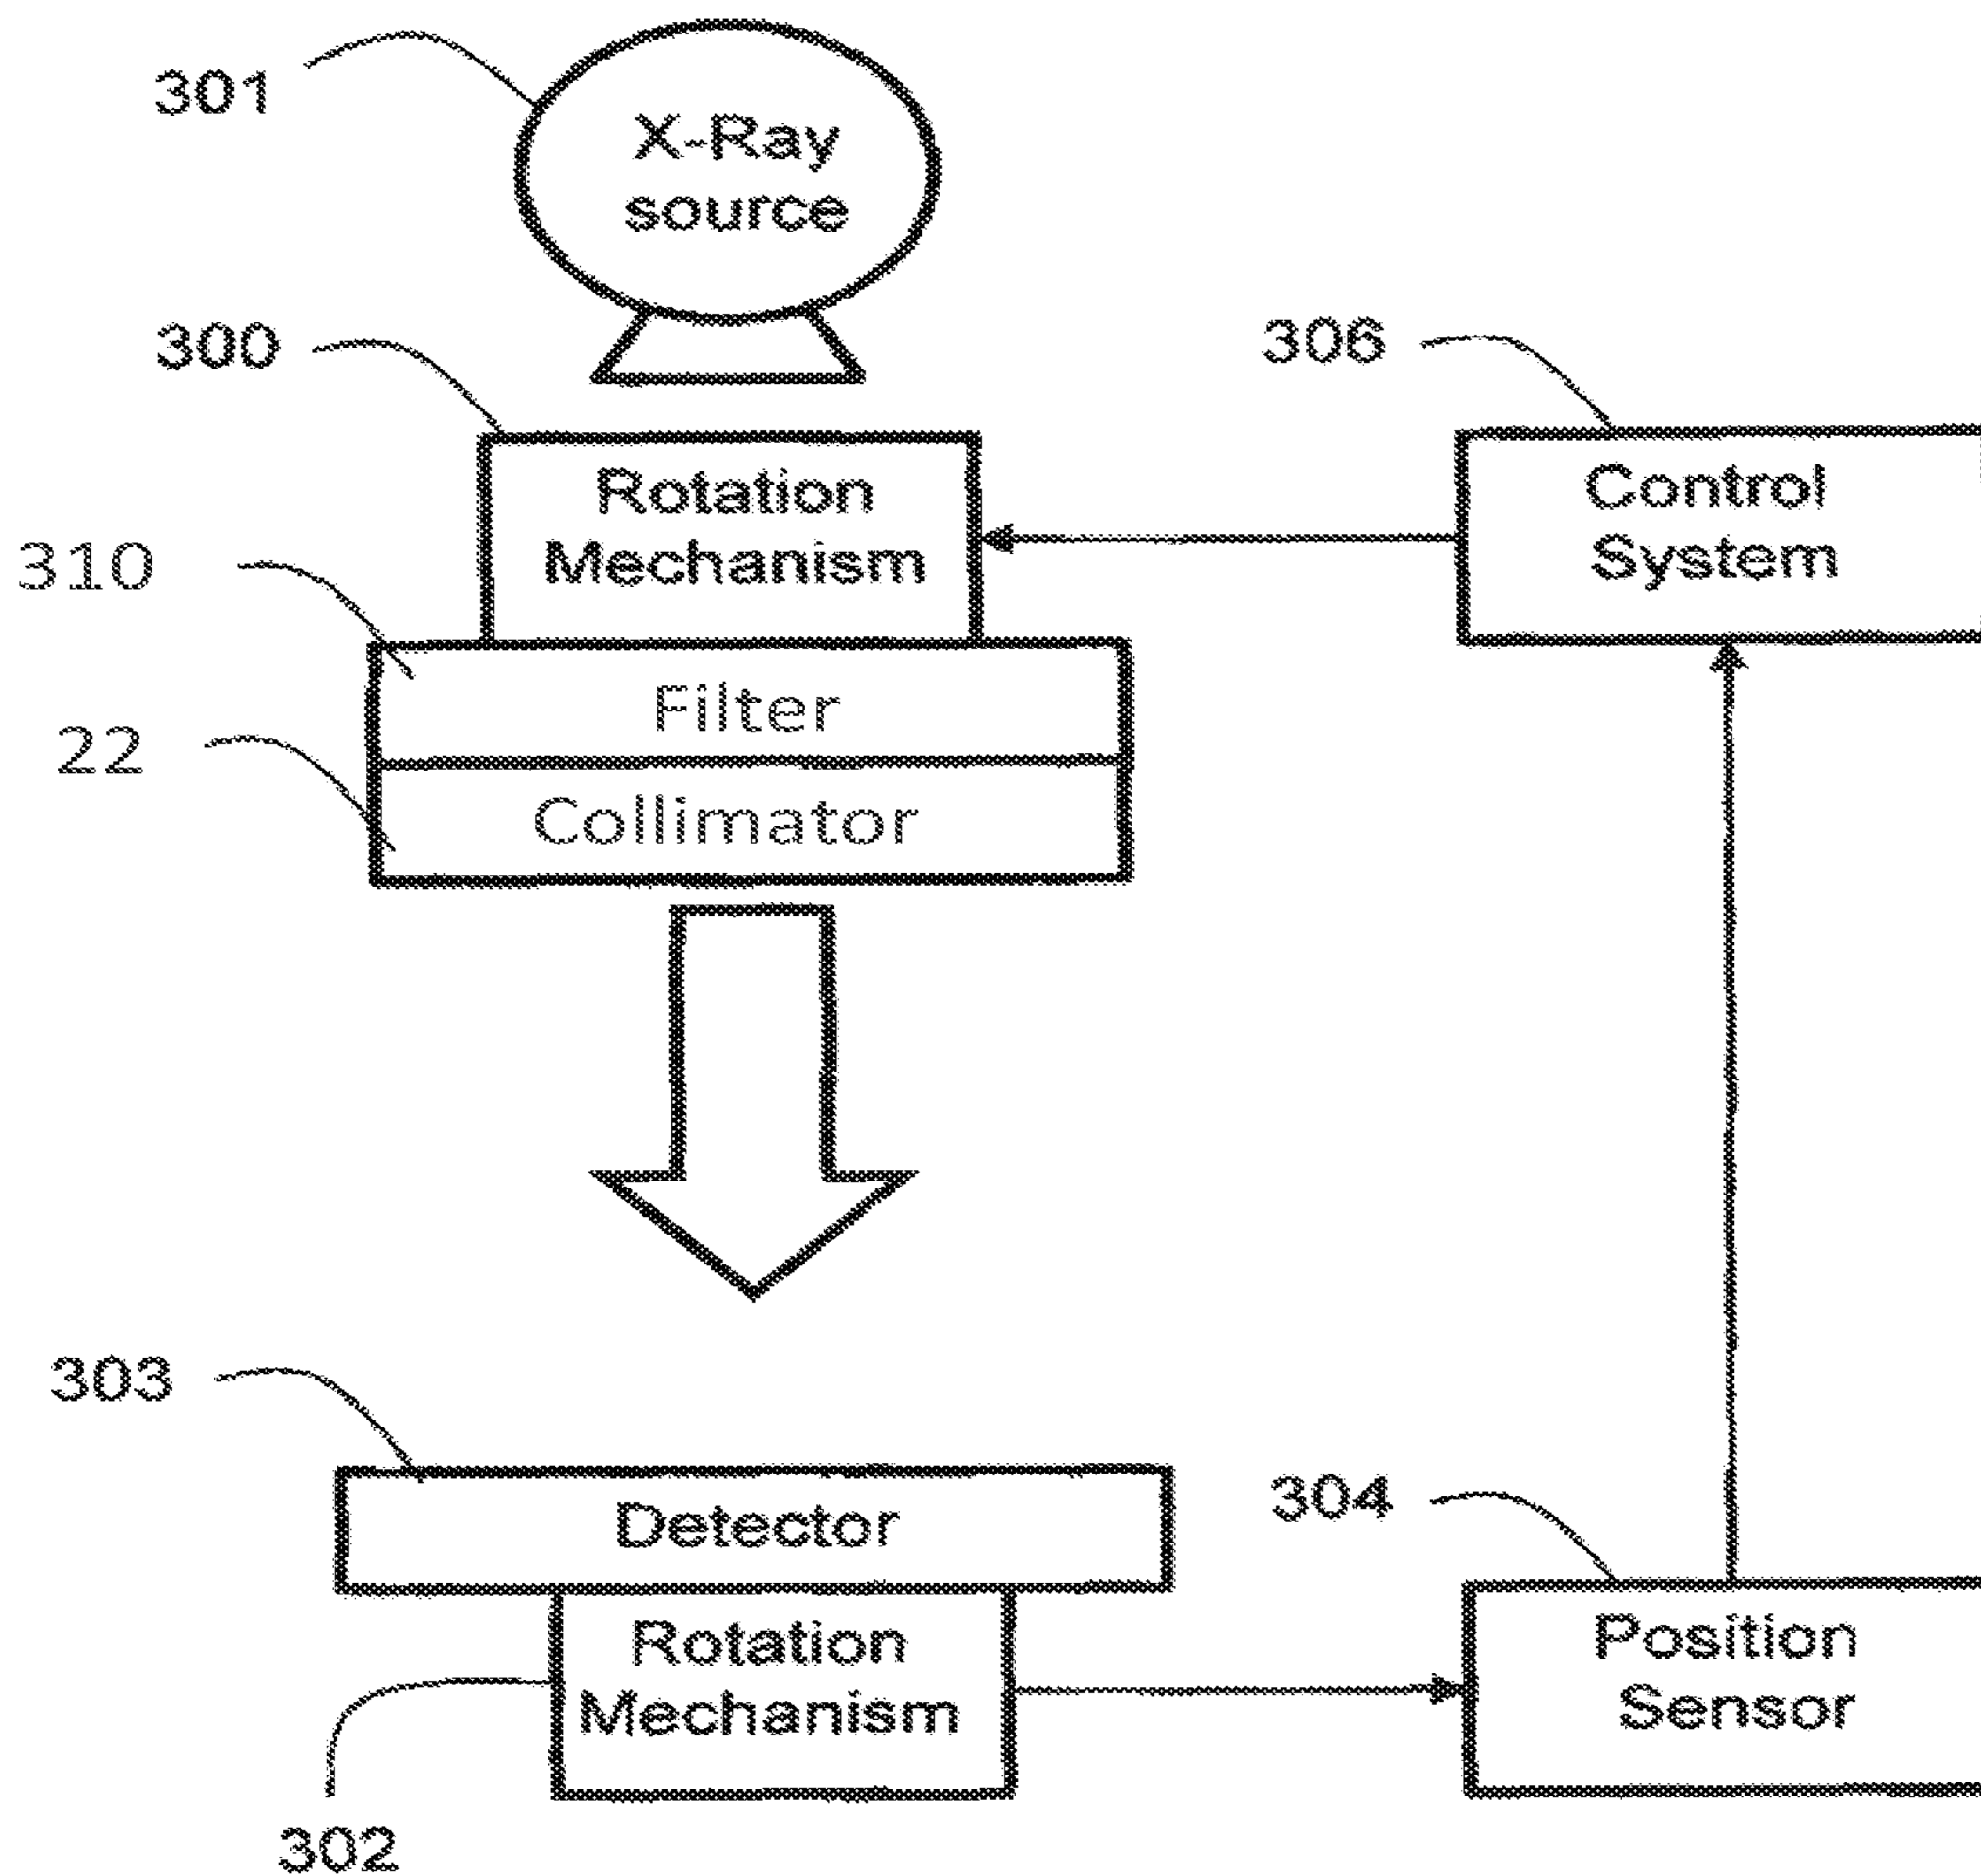 301
X-Ray
source
300
306
Rotation
Mechanism
Control
System
310
Filter
22
Collimator
303
Detector
304
Rotation
Mechanism
Position
Sensor
302